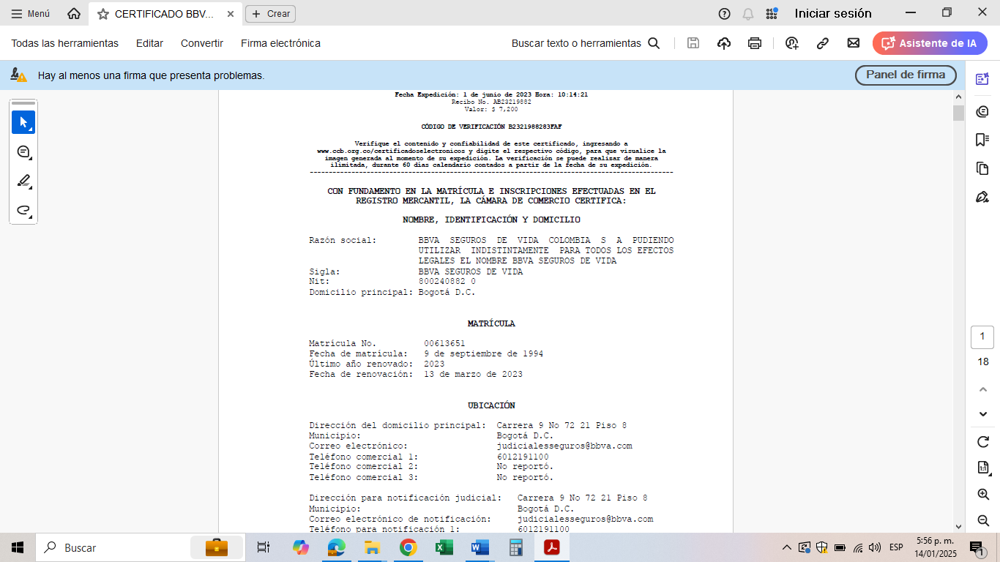 Menú
CERTIFICADO BBV...
Crear
Iniciar sesión
Todas las herramientas
Editar
Convertir
Firma electrónica
Buscar texto o herramientas
Asistente de IA
Hay al menos una firma que presenta problemas.
Panel de firma
Fecha Expedición: 1 de junio de 2023 Hora: 10:14:21
Recibo No. AB23219882
Valor: $ 7,200
CÓDIGO DE VERIFICACIÓN B2321988283FAF
Verifique el contenido y confiabilidad de este certificado, ingresando a
www.ccb.org.co/certificadoselectronicos y digite el respectivo código, para que visualice la
imagen generada al momento de su expedición. La verificación se puede realizar de manera
ilimitada, durante 60 días calendario contados a partir de la fecha de su expedición.
CON FUNDAMENTO EN LA MATRÍCULA E INSCRIPCIONES EFECTUADAS EN EL
REGISTRO MERCANTIL, LA CÁMARA DE COMERCIO CERTIFICA:
NOMBRE, IDENTIFICACIÓN Y DOMICILIO
Razón social: BBVA SEGUROS DE VIDA COLOMBIA S A PUDIENDO
UTILIZAR INDISTINTAMENTE PARA TODOS LOS EFECTOS
LEGALES EL NOMBRE BBVA SEGUROS DE VIDA
Sigla: BBVA SEGUROS DE VIDA
Nit: 800240882 0
Domicilio principal: Bogotá D.C.
MATRÍCULA
Matrícula No. 00613651
Fecha de matrícula: 9 de septiembre de 1994
Último año renovado: 2023
Fecha de renovación: 13 de marzo de 2023
UBICACIÓN
Dirección del domicilio principal: Carrera 9 No 72 21 Piso 8
Municipio: Bogotá D.C.
Correo electrónico: judicialesseguros@bbva.com
Teléfono comercial 1: 6012191100
Teléfono comercial 2: No reportó.
Teléfono comercial 3: No reportó.
Dirección para notificación judicial: Carrera 9 No 72 21 Piso 8
Municipio: Bogotá D.C.
Correo electrónico de notificación: judicialesseguros@bbva.com
Teléfono para notificación 1: 6012191100
1
18
1:1
Buscar
ESP
5:56 p. m.
14/01/2025
1